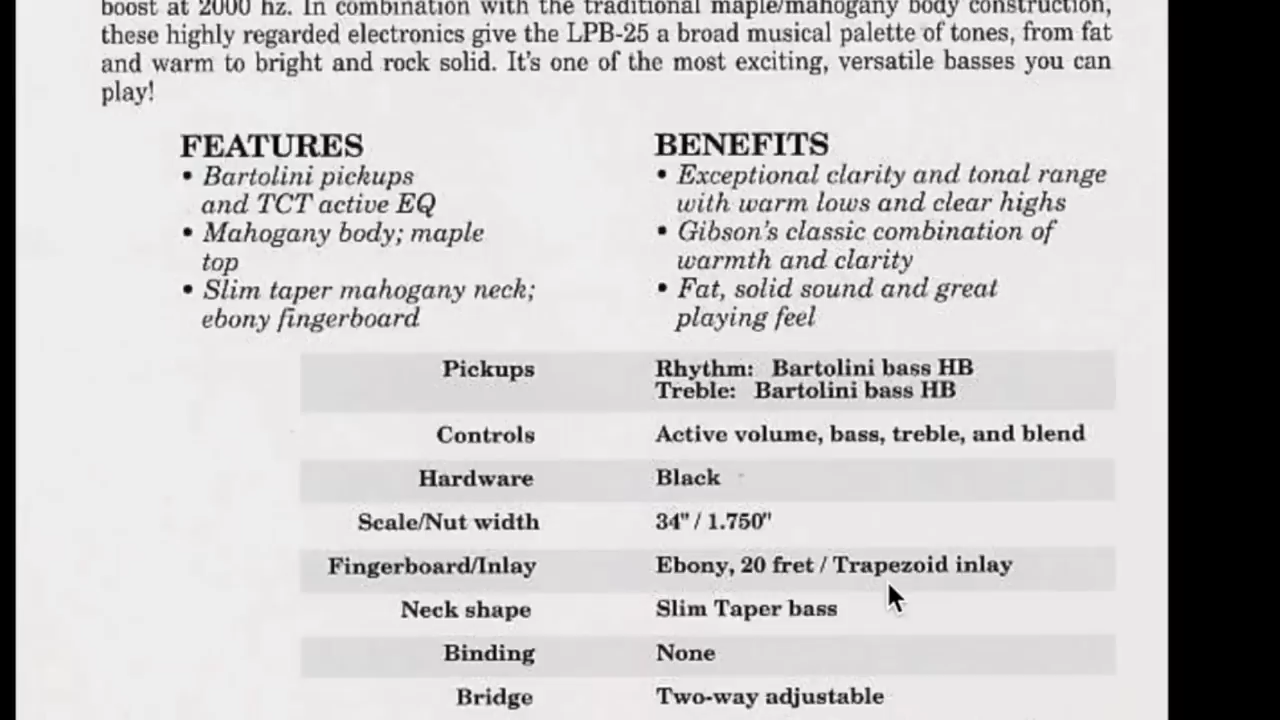 boost at 2000 hz. In combination with the traditional maple/mahogany body construction,
these highly regarded electronics give the LPB-25 a broad musical palette of tones, from fat
and warm to bright and rock solid. It's one of the most exciting, versatile basses you can
play!
FEATURES
• Bartolini pickups
and TCT active EQ
• Mahogany body; maple
top
• Slim taper mahogany neck;
ebony fingerboard
BENEFITS
• Exceptional clarity and tonal range
with warm lows and clear highs
• Gibson's classic combination of
warmth and clarity
• Fat, solid sound and great
playing feel
Pickups Rhythm: Bartolini bass HB
Treble: Bartolini bass HB
Controls Active volume, bass, treble, and blend
Hardware Black
Scale/Nut width 34" / 1.750"
Fingerboard/Inlay Ebony, 20 fret / Trapezoid inlay
Neck shape Slim Taper bass
Binding None
Bridge Two-way adjustable